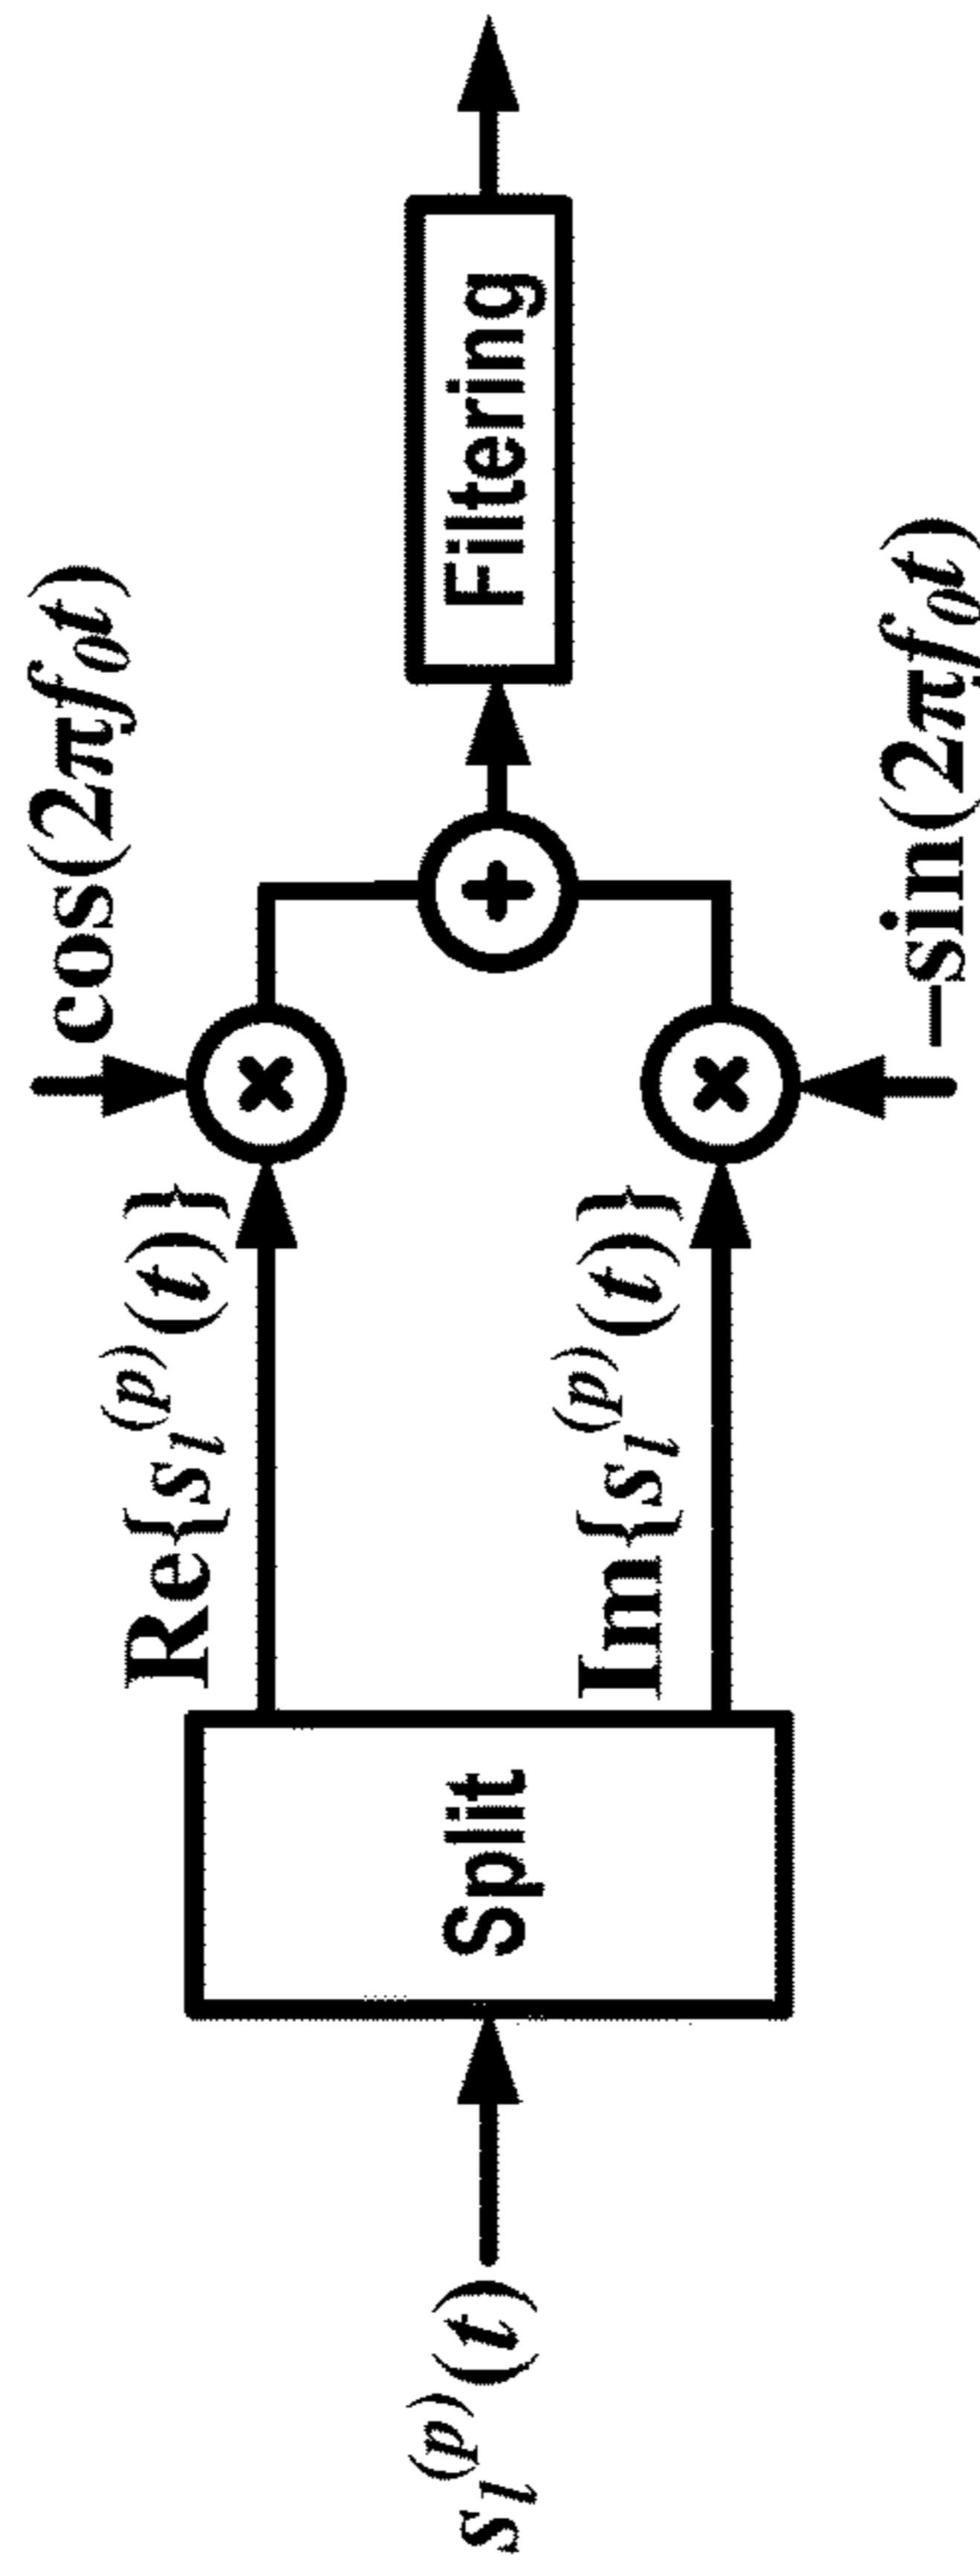 s_l^(p)(t)
Split
Re{s_l^(p)(t)}
Im{s_l^(p)(t)}
cos(2πf_0t)
–sin(2πf_0t)
×
×
+
Filtering